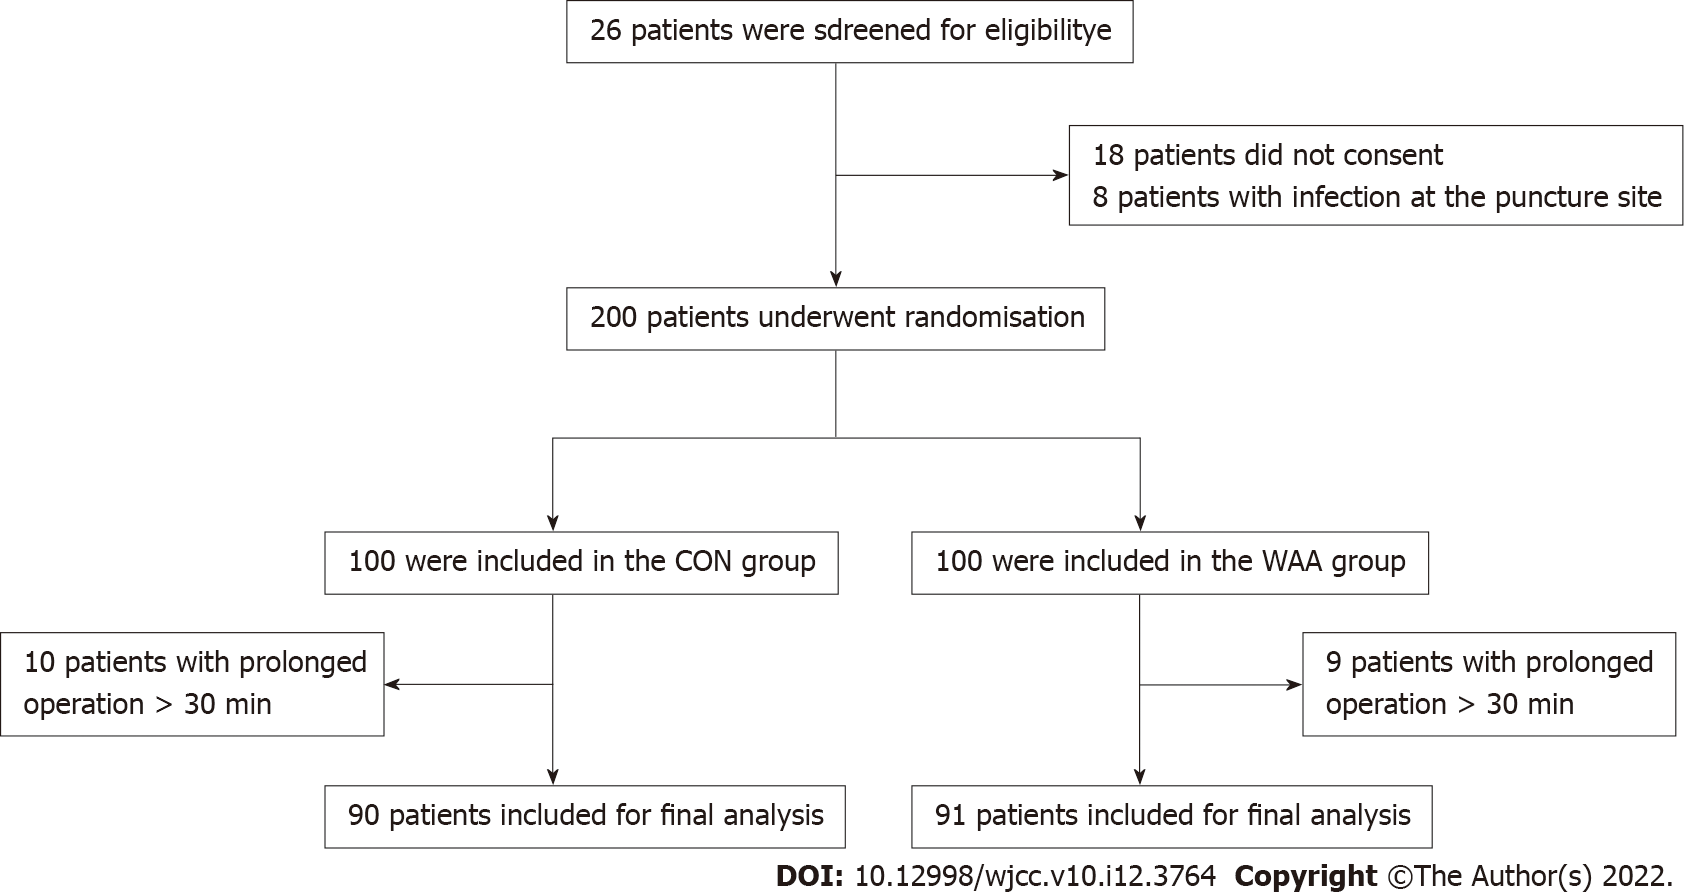 26 patients were sdreened for eligibilitye
18 patients did not consent
8 patients with infection at the puncture site
200 patients underwent randomisation
100 were included in the CON group
100 were included in the WAA group
10 patients with prolonged
operation > 30 min
9 patients with prolonged
operation > 30 min
90 patients included for final analysis
91 patients included for final analysis
DOI: 10.12998/wjcc.v10.i12.3764 Copyright ©The Author(s) 2022.